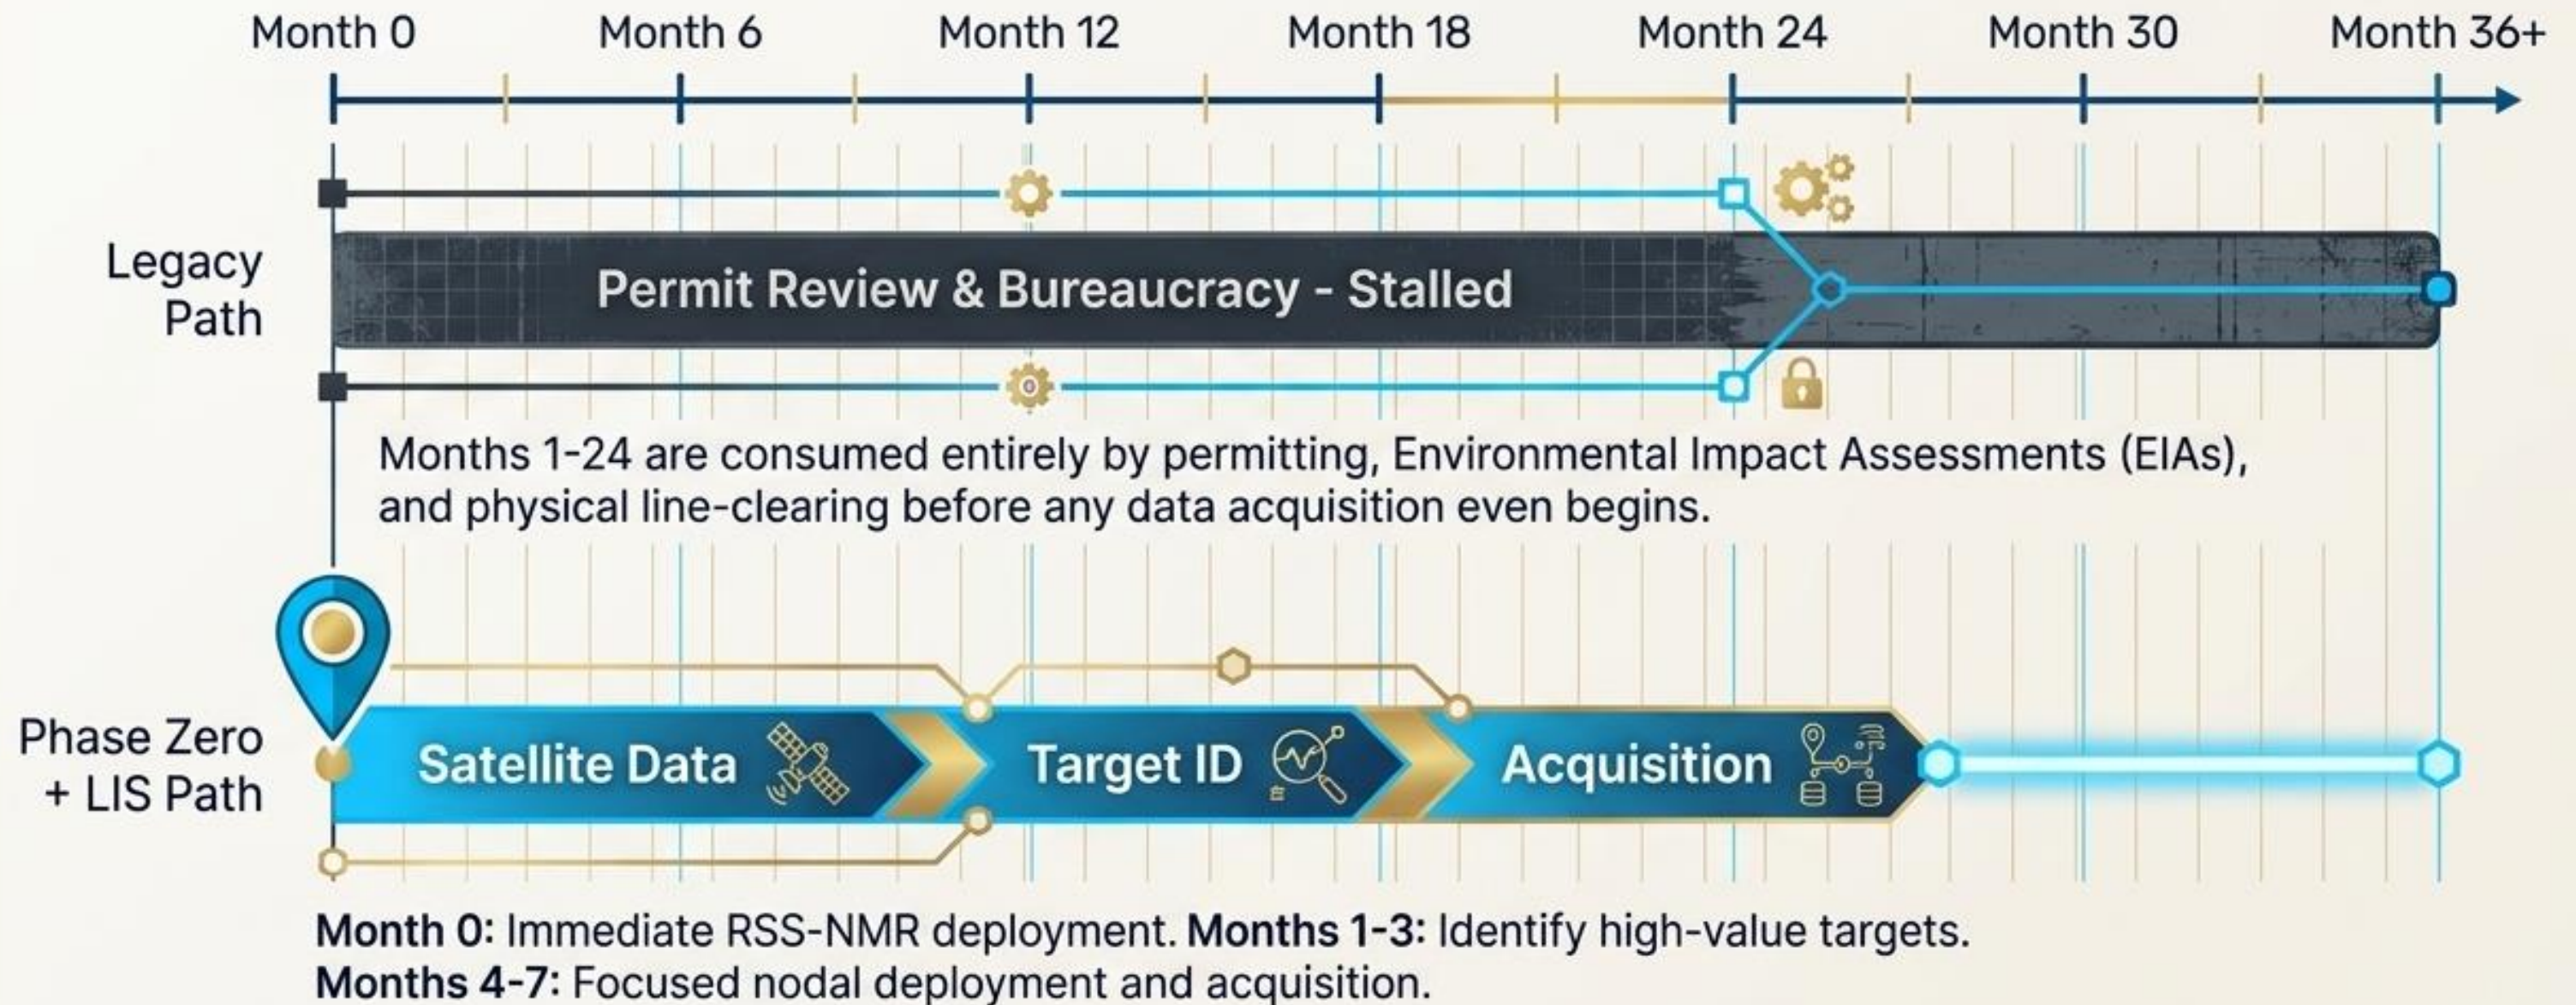 Month 0 Month 6 Month 12 Month 18 Month 24 Month 30 Month 36+
Legacy
Path
Permit Review & Bureaucracy - Stalled
Months 1-24 are consumed entirely by permitting, Environmental Impact Assessments (EIAs),
and physical line-clearing before any data acquisition even begins.
Phase Zero
+ LIS Path
Satellite Data
Target ID
Acquisition
Month 0: Immediate RSS-NMR deployment. Months 1-3: Identify high-value targets.
Months 4-7: Focused nodal deployment and acquisition.